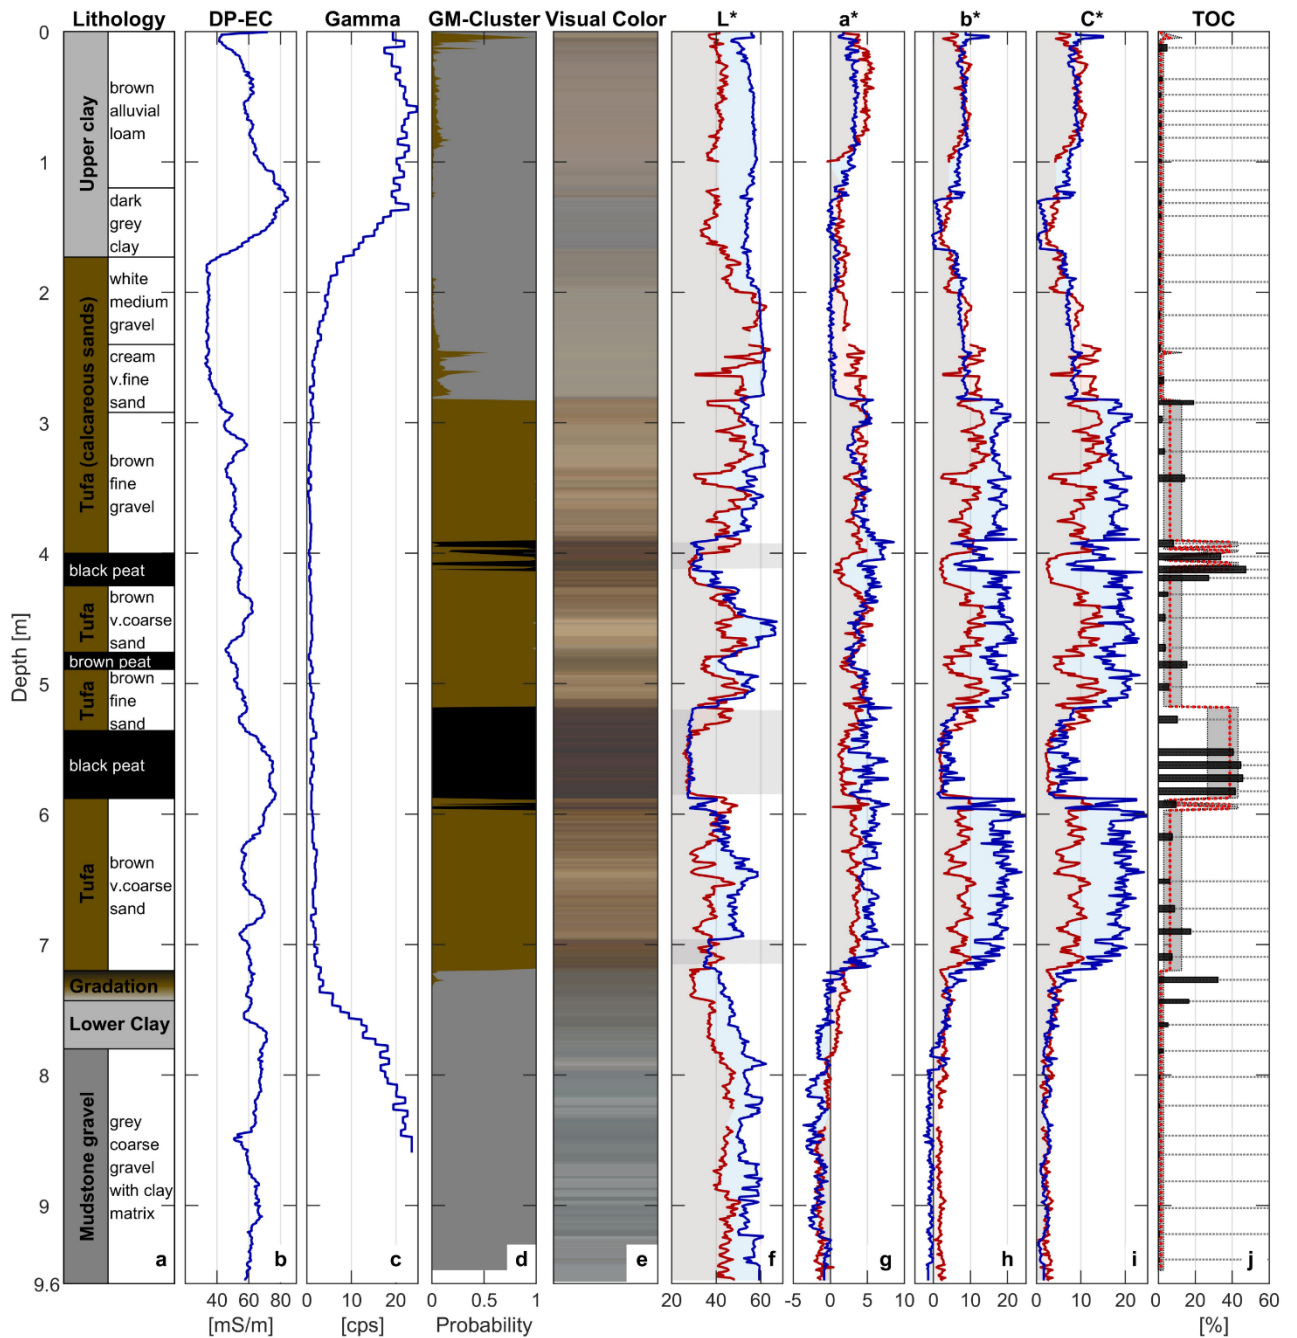 Lithology DP-EC Gamma GM-Cluster Visual Color L* a* b* C* TOC
0
1
2
3
4
5
6
7
8
9
9.6
Depth [m]
Upper clay
brown
alluvial
loam
dark
grey
clay
Tufa (calcareous sands)
white
medium
gravel
cream
v.fine
sand
brown
fine
gravel
black peat
Tufa
brown
v.coarse
sand
brown peat
Tufa
brown
fine
sand
black peat
Tufa
brown
v.coarse
sand
Gradation
Lower Clay
Mudstone gravel
grey
coarse
gravel
with clay
matrix
a b c d e f g h i j
40 60 80 0 10 20 0 0.5 1 20 40 60 -5 0 5 10 0 10 20 0 10 20 0 20 40 60
[mS/m] [cps] Probability [%]